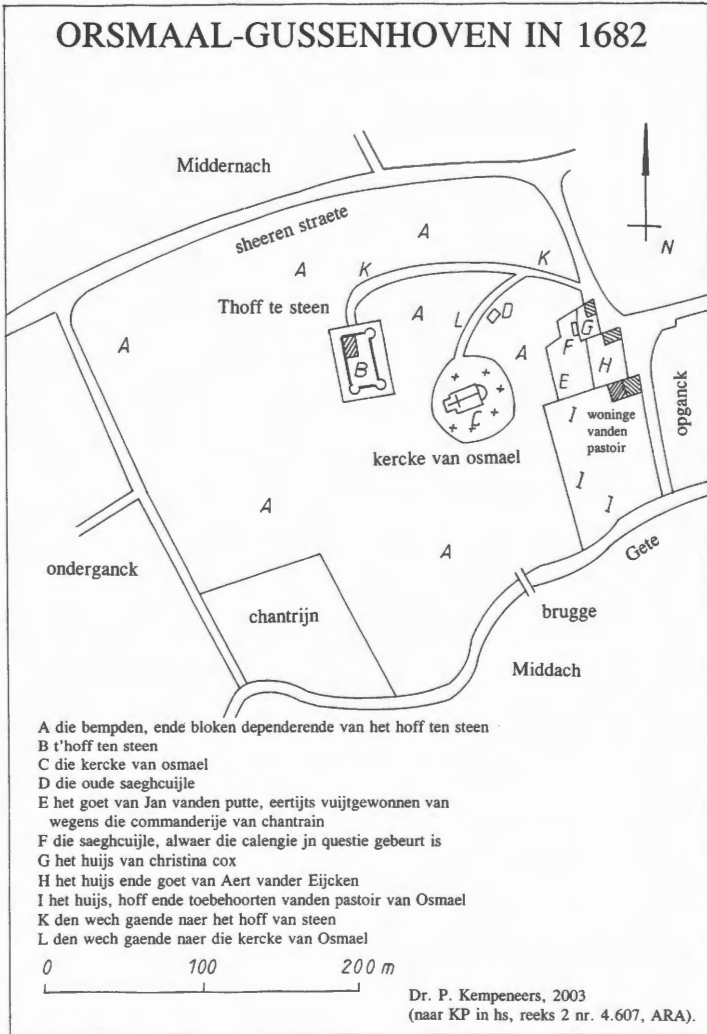 ORSMAAL-GUSSENHOVEN IN 1682
Middernach
sheeren straete
A
K
A
K
N
Thoff te steen
A
L
D
G
A
A
F
B
E
H
C
I
woninge
vanden
pastoir
opganck
kercke van osmael
I
I
A
A
Gete
onderganck
chantrijn
brugge
Middach
A die bempden, ende bloken dependerende van het hoff ten steen
B t'hoff ten steen
C die kercke van osmael
D die oude saeghcuijle
E het goet van Jan vanden putte, eertijts vuijtgewonnen van
wegens die commanderije van chantrain
F die saeghcuijle, alwaer die calengie jn questie gebeurt is
G het huijs van christina cox
H het huijs ende goet van Aert vander Eijcken
I het huijs, hoff ende toebehoorten vanden pastoir van Osmael
K den wech gaende naer het hoff van steen
L den wech gaende naer die kercke van Osmael
0 100 200 m
Dr. P. Kempeneers, 2003
(naar KP in hs, reeks 2 nr. 4.607, ARA).